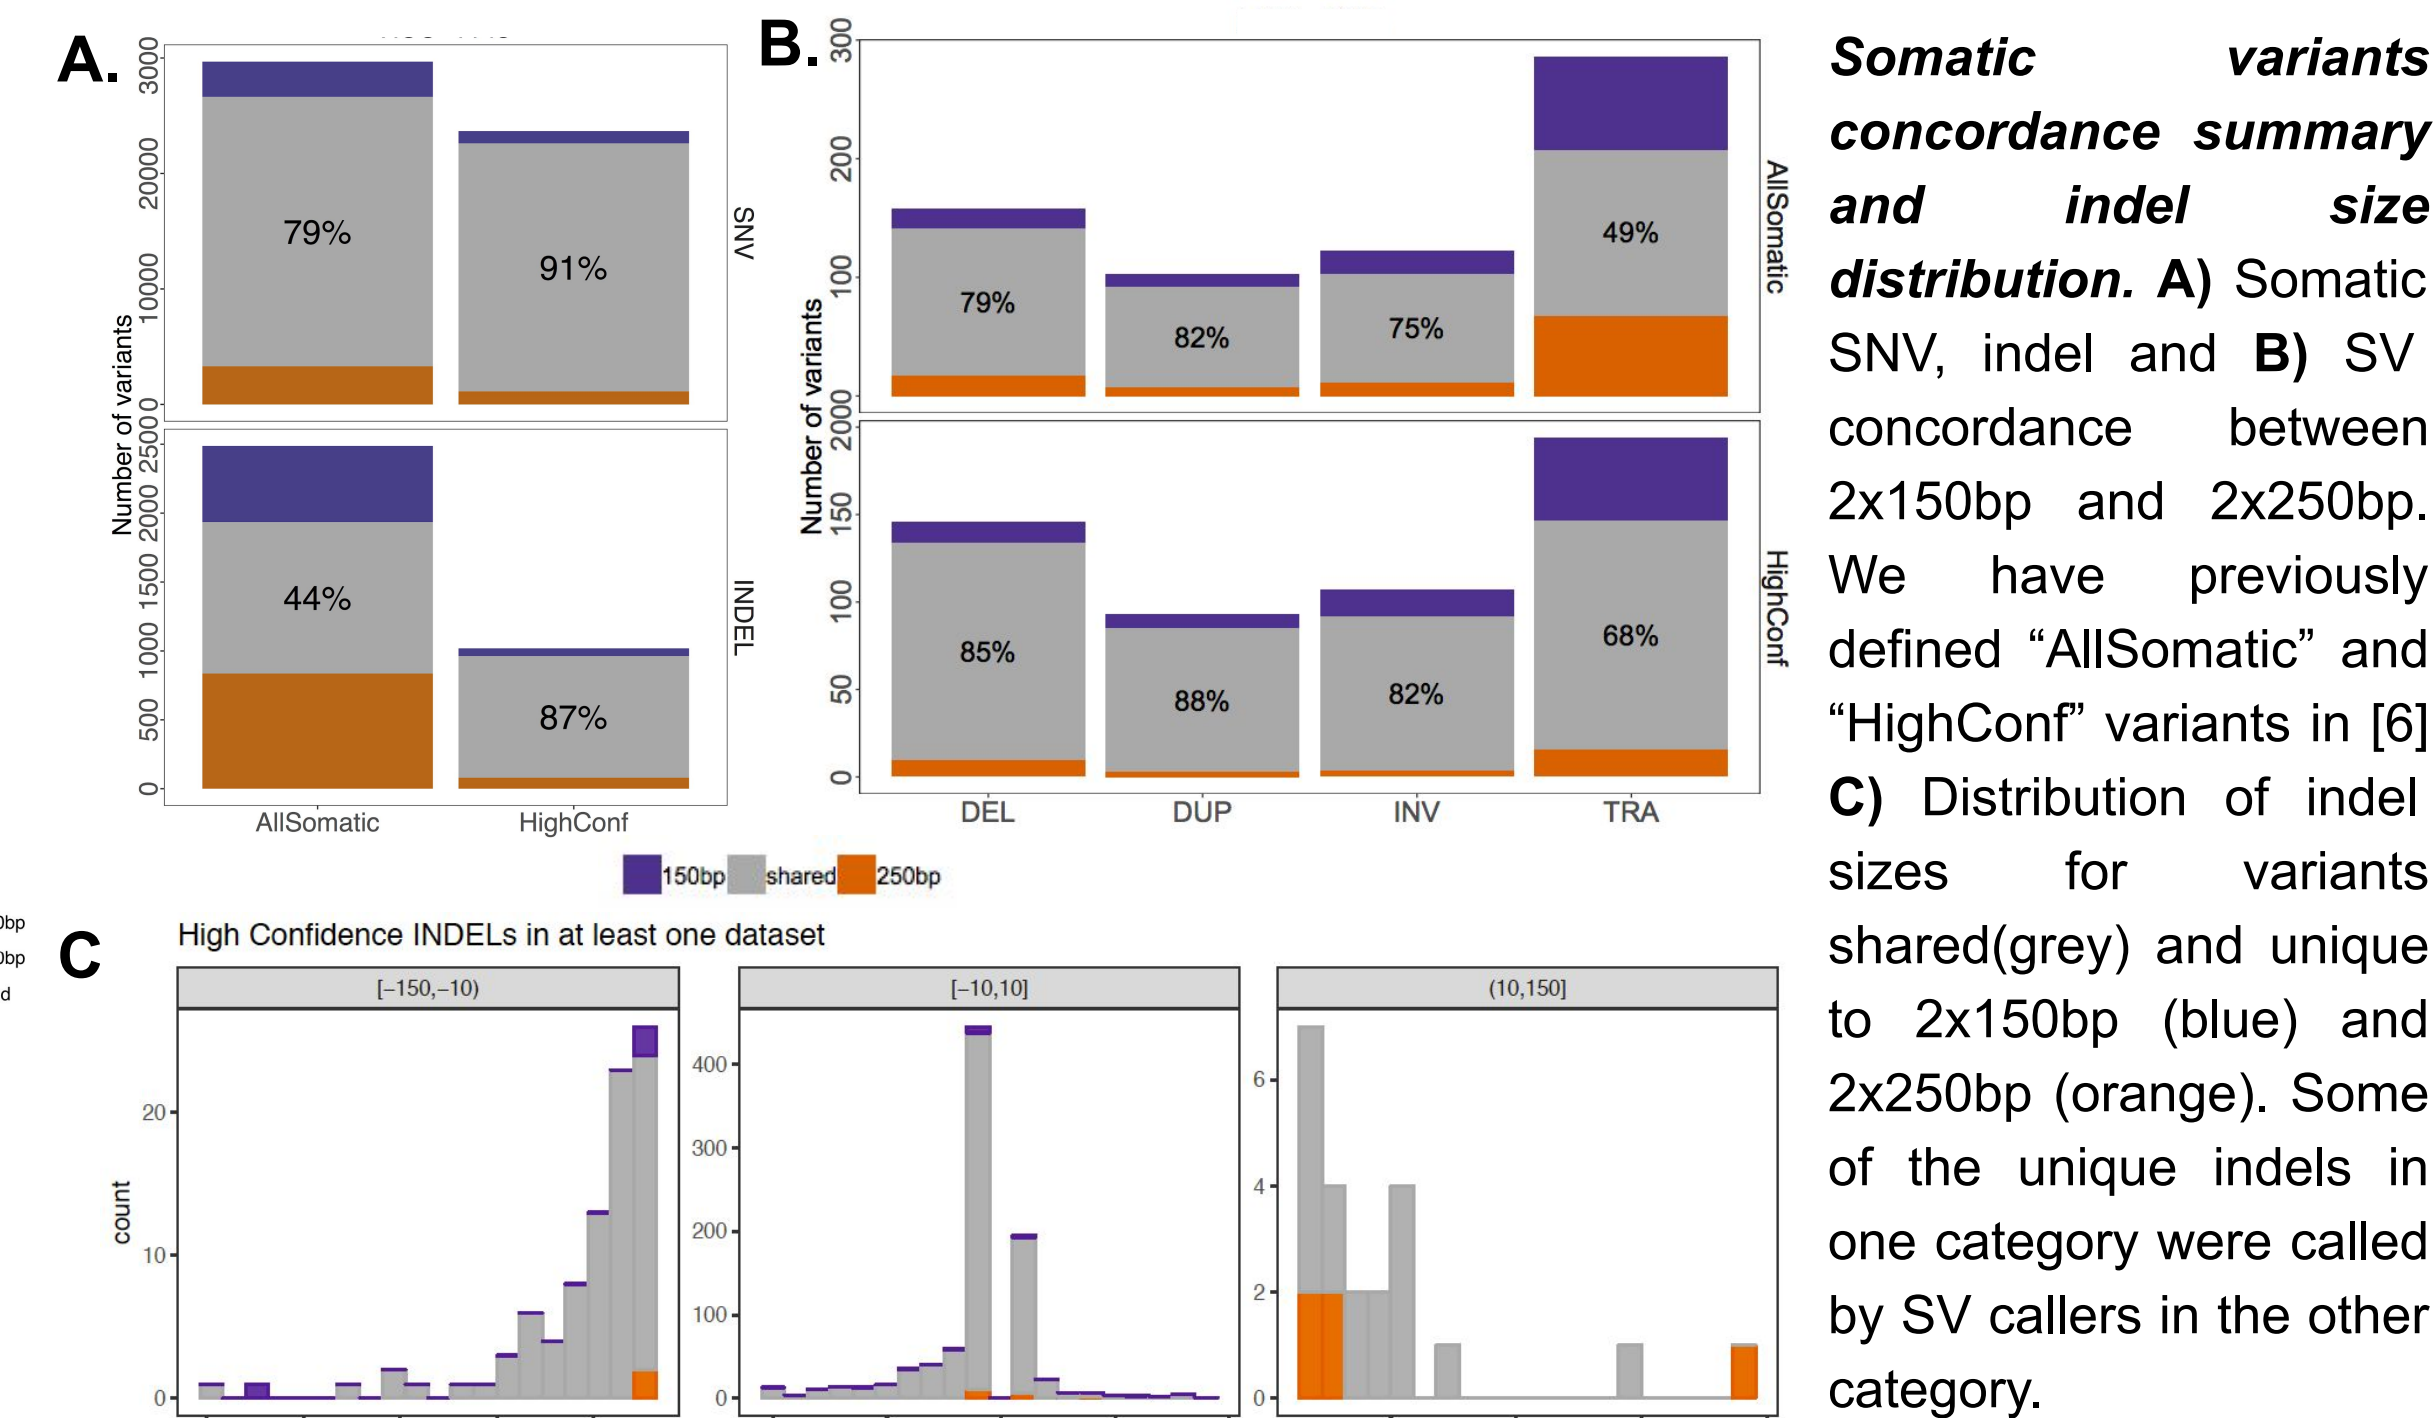 A.
B.
Number of variants
3000
20000
10000
0
SNV
79%
91%
2500
2000
1500
1000
500
0
INDEL
44%
87%
AllSomatic HighConf
Number of variants
300
200
100
0
AllSomatic
79%
82%
75%
49%
200
150
100
50
0
HighConf
85%
88%
82%
68%
DEL DUP INV TRA
150bp shared 250bp
0bp
0bp
d
C
High Confidence INDELs in at least one dataset
[−150,−10) [−10,10] (10,150]
count
20
10
0
400
300
200
100
0
6
4
2
0
Somatic variants
concordance summary
and indel size
distribution. A) Somatic
SNV, indel and B) SV
concordance between
2x150bp and 2x250bp.
We have previously
defined “AllSomatic” and
“HighConf” variants in [6]
C) Distribution of indel
sizes for variants
shared(grey) and unique
to 2x150bp (blue) and
2x250bp (orange). Some
of the unique indels in
one category were called
by SV callers in the other
category.